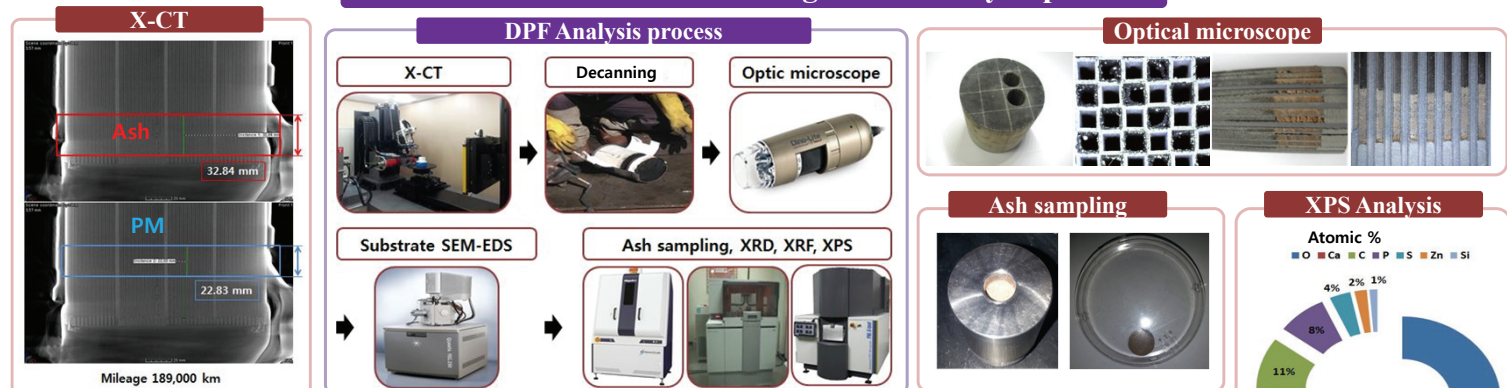 X-CT
Ash
32.84 mm
PM
22.83 mm
Mileage 189,000 km
DPF Analysis process
X-CT
Decanning
Optic microscope
Dino-Lite
Substrate SEM-EDS
Ash sampling, XRD, XRF, XPS
Optical microscope
Ash sampling
XPS Analysis
Atomic %
O Ca C P S Zn Si
4% 2% 1%
8%
11%